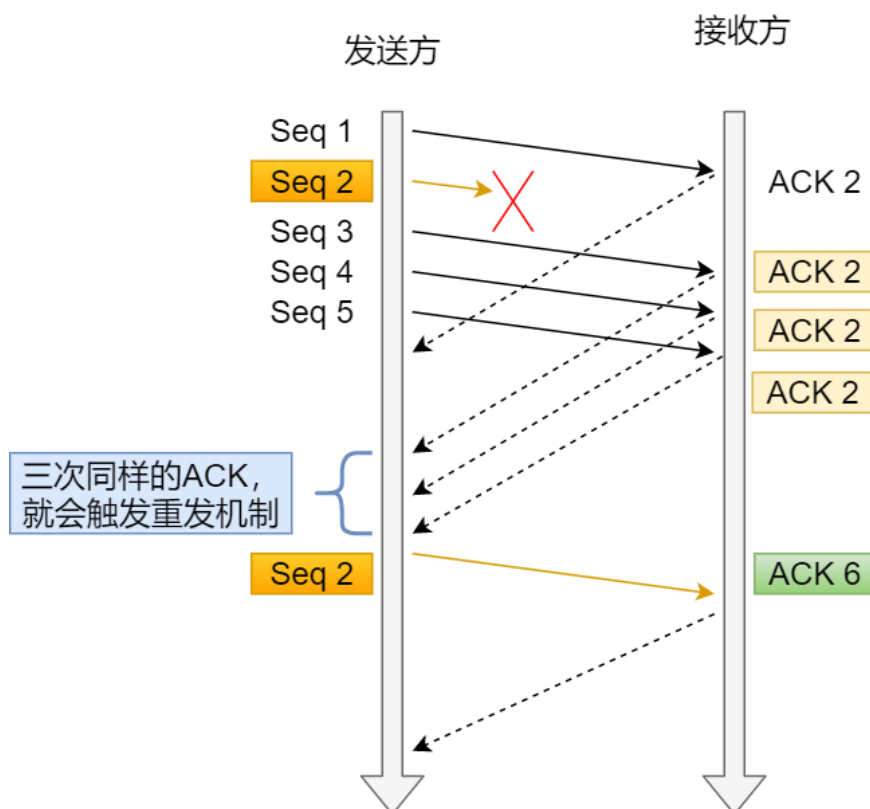 发送方
接收方
Seq 1
Seq 2
ACK 2
Seq 3
Seq 4
ACK 2
Seq 5
ACK 2
ACK 2
三次同样的ACK,
就会触发重发机制
Seq 2
ACK 6